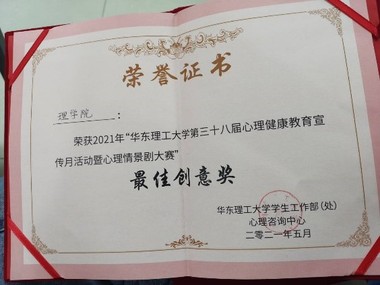 荣誉证书
理学院：
荣获2021年“华东理工大学第三十八届心理健康教育宣
传月活动暨心理情景剧大赛”
最佳创意奖
华东理工大学学生工作部(处)
心理咨询中心
二零二一年五月